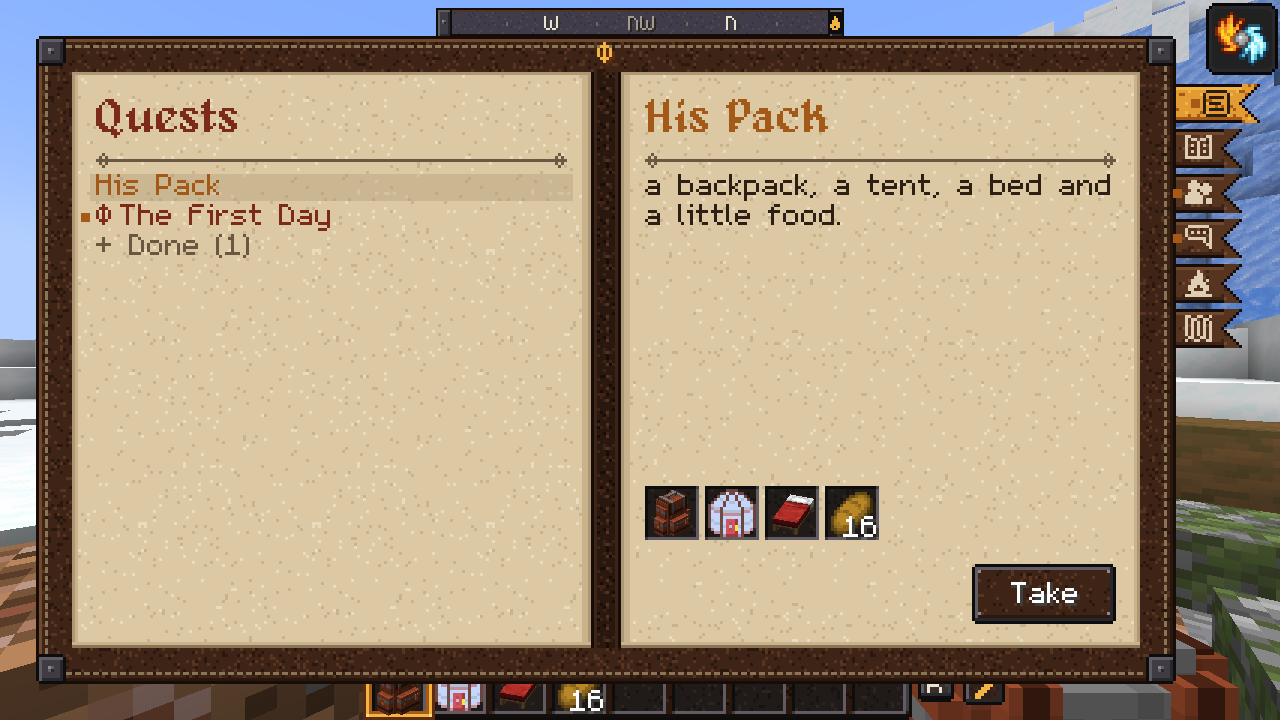 W NW N
Quests
His Pack
The First Day
+ Done (1)
His Pack
a backpack, a tent, a bed and
a little food.
16
Take
16